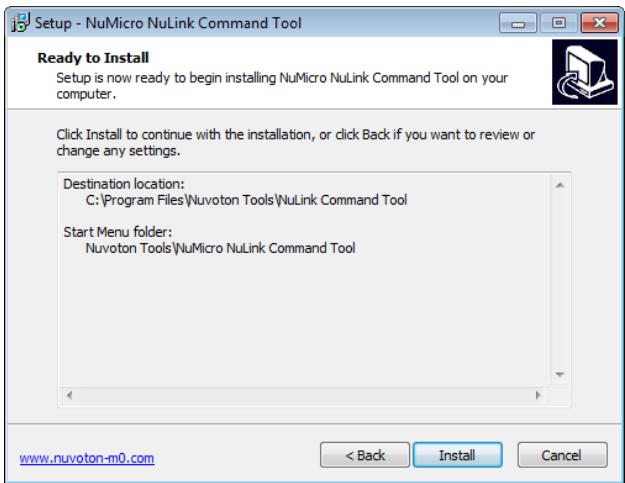 Setup - NuMicro NuLink Command Tool
Ready to Install
Setup is now ready to begin installing NuMicro NuLink Command Tool on your
computer.
Click Install to continue with the installation, or click Back if you want to review or
change any settings.
Destination location:
C:\Program Files\Nuvoton Tools\NuLink Command Tool
Start Menu folder:
Nuvoton Tools\NuMicro NuLink Command Tool
www.nuvoton-m0.com
< Back
Install
Cancel